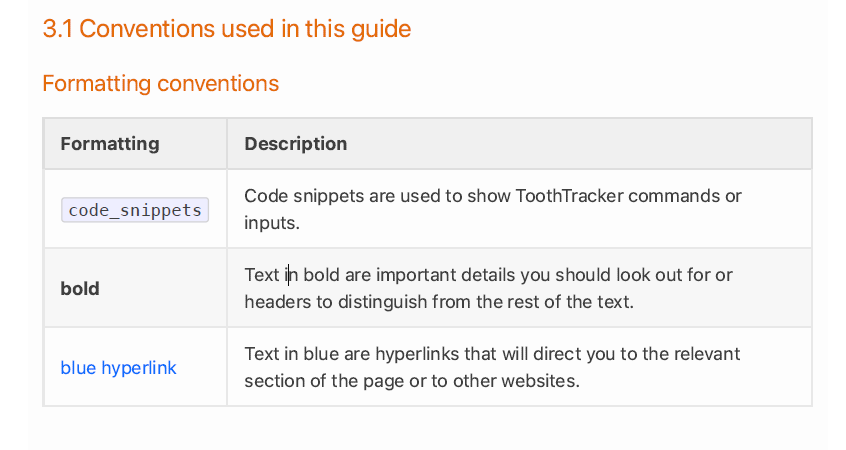 3.1 Conventions used in this guide
Formatting conventions
Formatting Description
code_snippets Code snippets are used to show ToothTracker commands or
inputs.
bold Text in bold are important details you should look out for or
headers to distinguish from the rest of the text.
blue hyperlink Text in blue are hyperlinks that will direct you to the relevant
section of the page or to other websites.